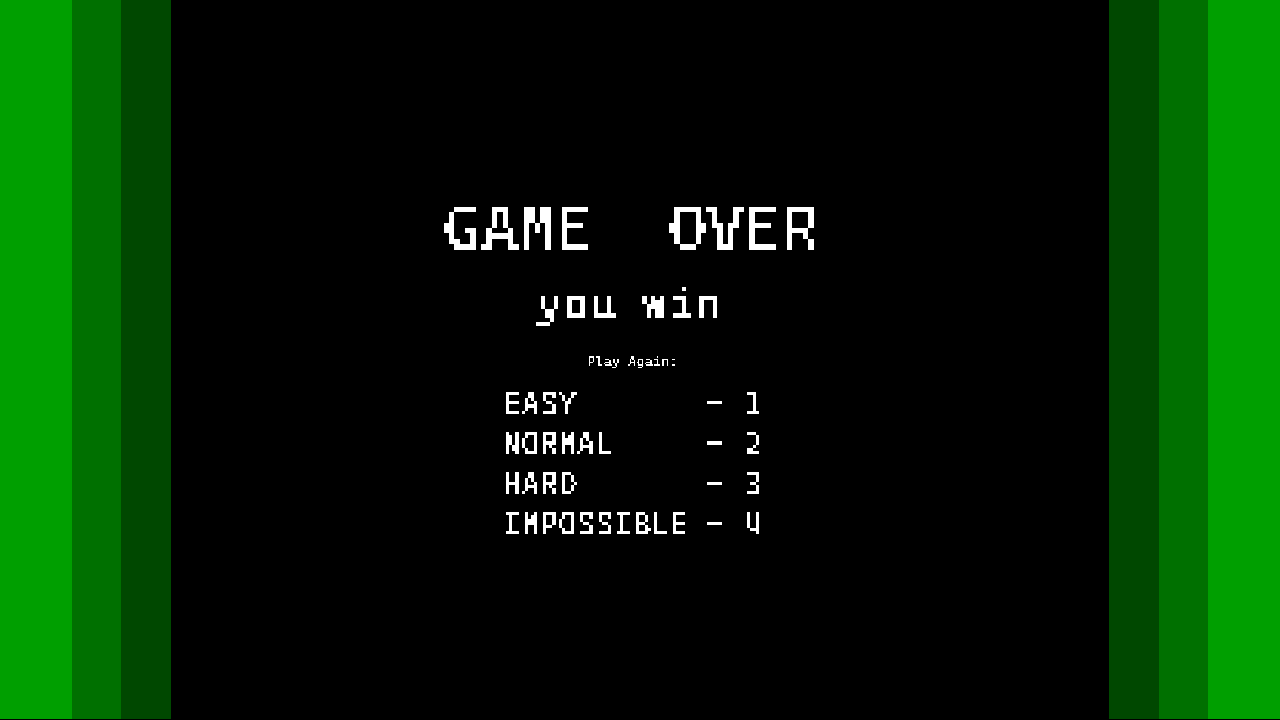 GAME OVER
you win
Play Again:
EASY - 1
NORMAL - 2
HARD - 3
IMPOSSIBLE - 4